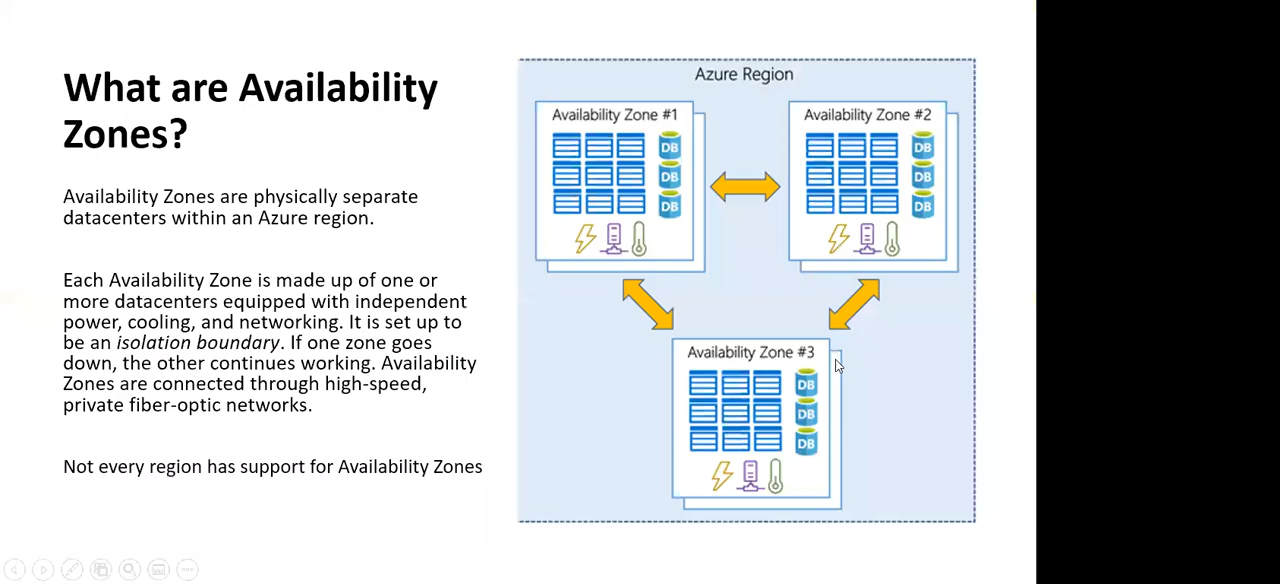 What are Availability
Zones?
Availability Zones are physically separate
datacenters within an Azure region.
Each Availability Zone is made up of one or
more datacenters equipped with independent
power, cooling, and networking. It is set up to
be an isolation boundary. If one zone goes
down, the other continues working. Availability
Zones are connected through high-speed,
private fiber-optic networks.
Not every region has support for Availability Zones
Azure Region
Availability Zone #1
DB
DB
DB
Availability Zone #2
DB
DB
DB
Availability Zone #3
DB
DB
DB